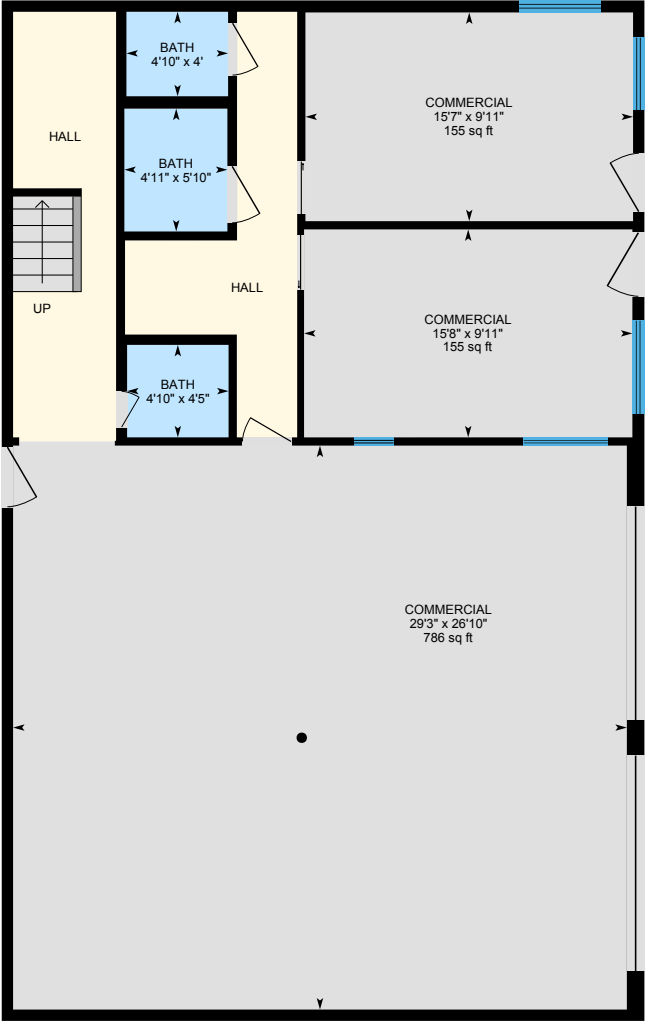 BATH
4'10" x 4'
HALL
COMMERCIAL
15'7" x 9'11"
155 sq ft
BATH
4'11" x 5'10"
HALL
UP
COMMERCIAL
15'8" x 9'11"
155 sq ft
BATH
4'10" x 4'5"
COMMERCIAL
29'3" x 26'10"
786 sq ft